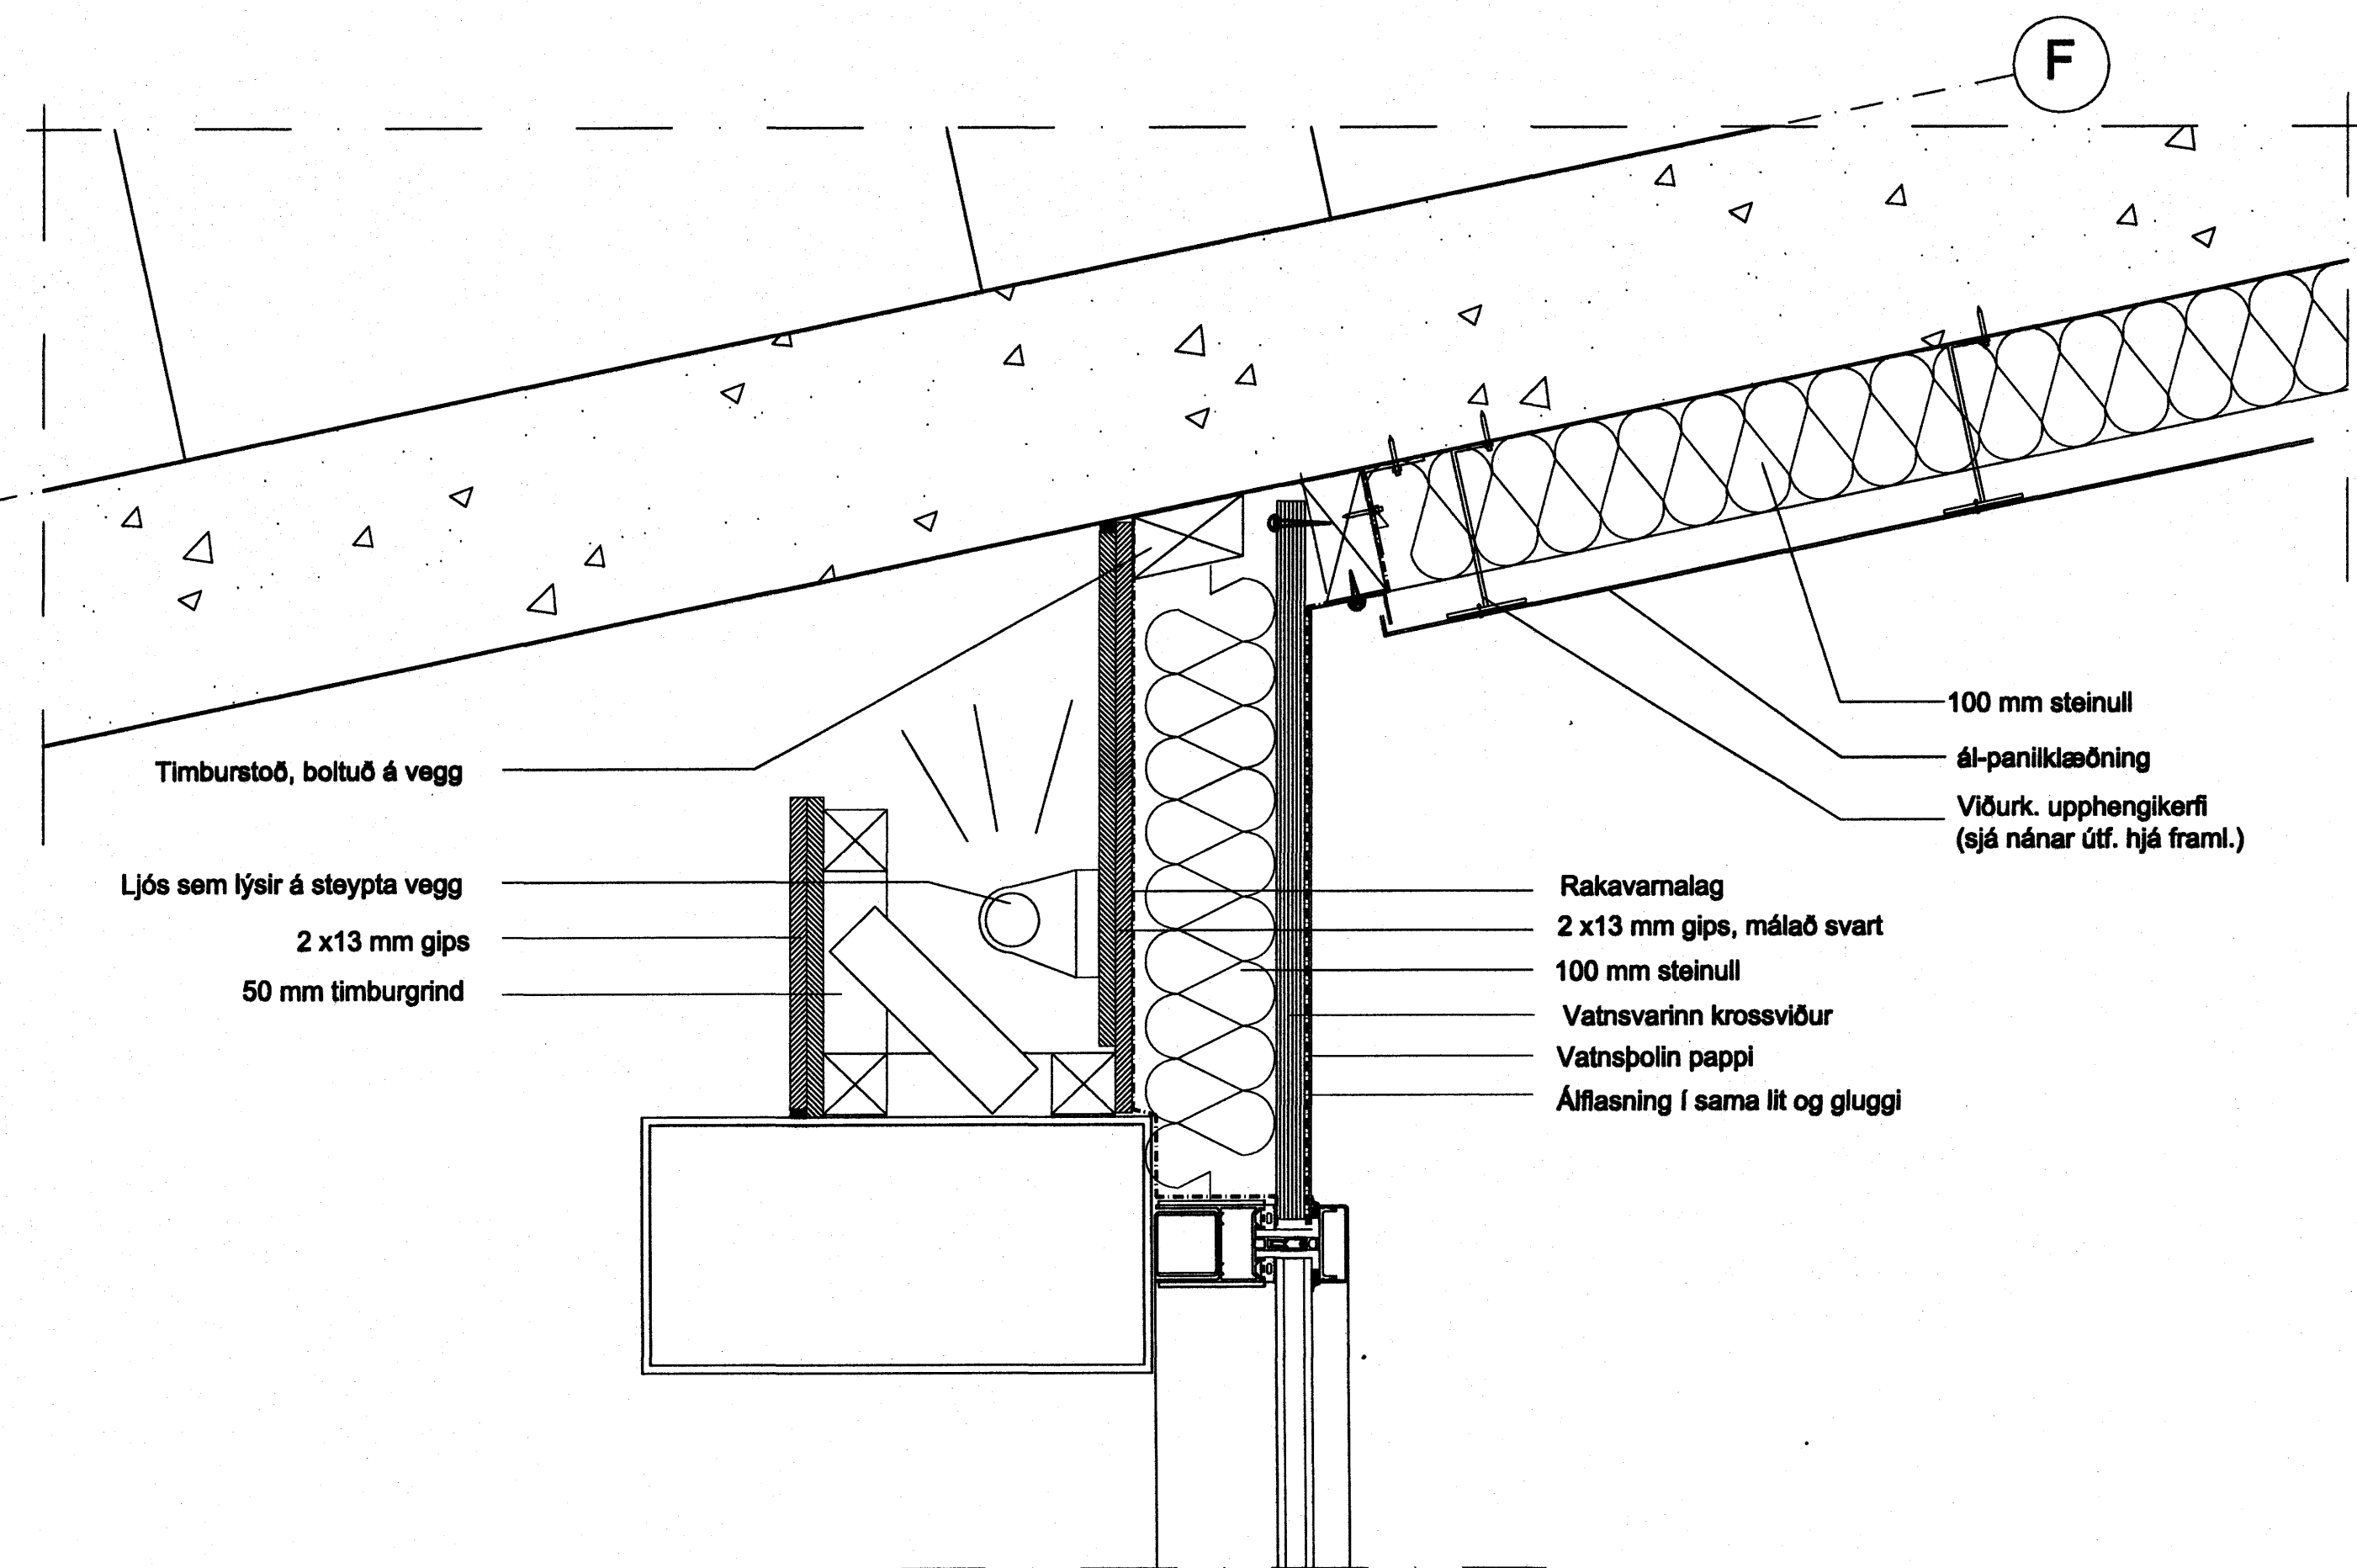 F
100 mm steinull
ál-panilklæðning
Viðurk. upphengikerfi
(sjá nánar útf. hjá framl.)
Timburstoð, boltuð á vegg
Ljós sem lýsir á steypta vegg
2 x13 mm gips
50 mm timburgrind
Rakavarnalag
2 x13 mm gips, málað svart
100 mm steinull
Vatnsvarinn krossviður
Vatnsþolin pappi
Álflasning í sama lit og gluggi